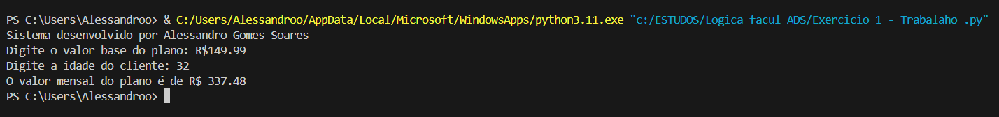 PS C:\Users\Alessandroo> & C:/Users/Alessandroo/AppData/Local/Microsoft/WindowsApps/python3.11.exe "c:/ESTUDOS/Logica facul ADS/Exercicio 1 - Trabalaho .py"
Sistema desenvolvido por Alessandro Gomes Soares
Digite o valor base do plano: R$149.99
Digite a idade do cliente: 32
O valor mensal do plano é de R$ 337.48
PS C:\Users\Alessandroo>